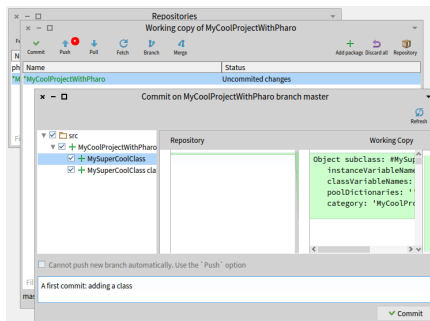 Repositories
Working copy of MyCoolProjectWithPharo
Commit Push Pull Fetch Branch Merge Add package Discard all Repository
Name Status
*MyCoolProjectWithPharo Uncommited changes
Commit on MyCoolProjectWithPharo branch master
Refresh
src
MyCoolProjectWithPharo
MySuperCoolClass
MySuperCoolClass cla
Repository Working Copy
Object subclass: #MySup
instanceVariableName
classVariableNames:
poolDictionaries: '
category: 'MyCoolPro
Cannot push new branch automatically. Use the `Push` option
A first commit: adding a class
mas
Commit